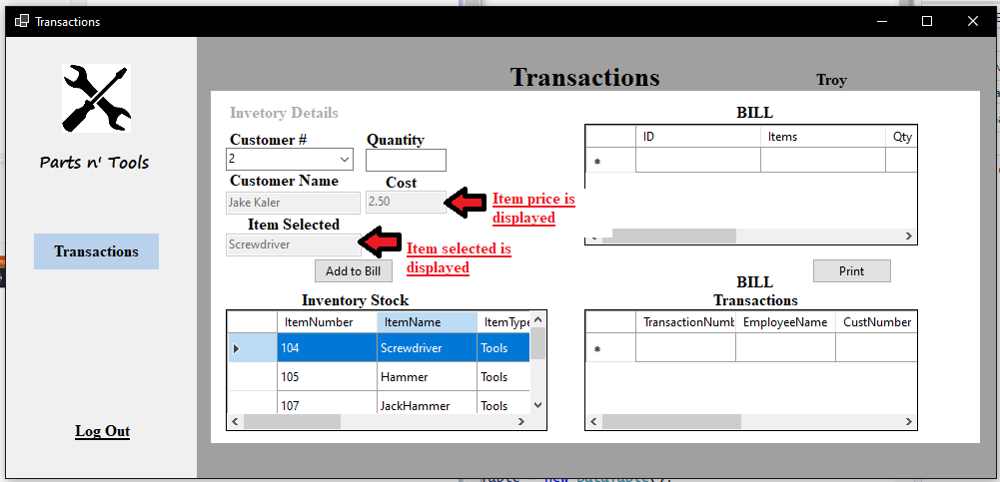 Transactions
Transactions
Troy
Parts n' Tools
Transactions
Log Out
Invetory Details
Customer #
Quantity
2
Customer Name
Cost
Jake Kaler
2.50
Item price is
displayed
Item Selected
Screwdriver
Item selected is
displayed
Add to Bill
BILL
ID Items Qty
Print
Inventory Stock
ItemNumber ItemName ItemType
104 Screwdriver Tools
105 Hammer Tools
107 JackHammer Tools
BILL
Transactions
TransactionNumb EmployeeName CustNumber